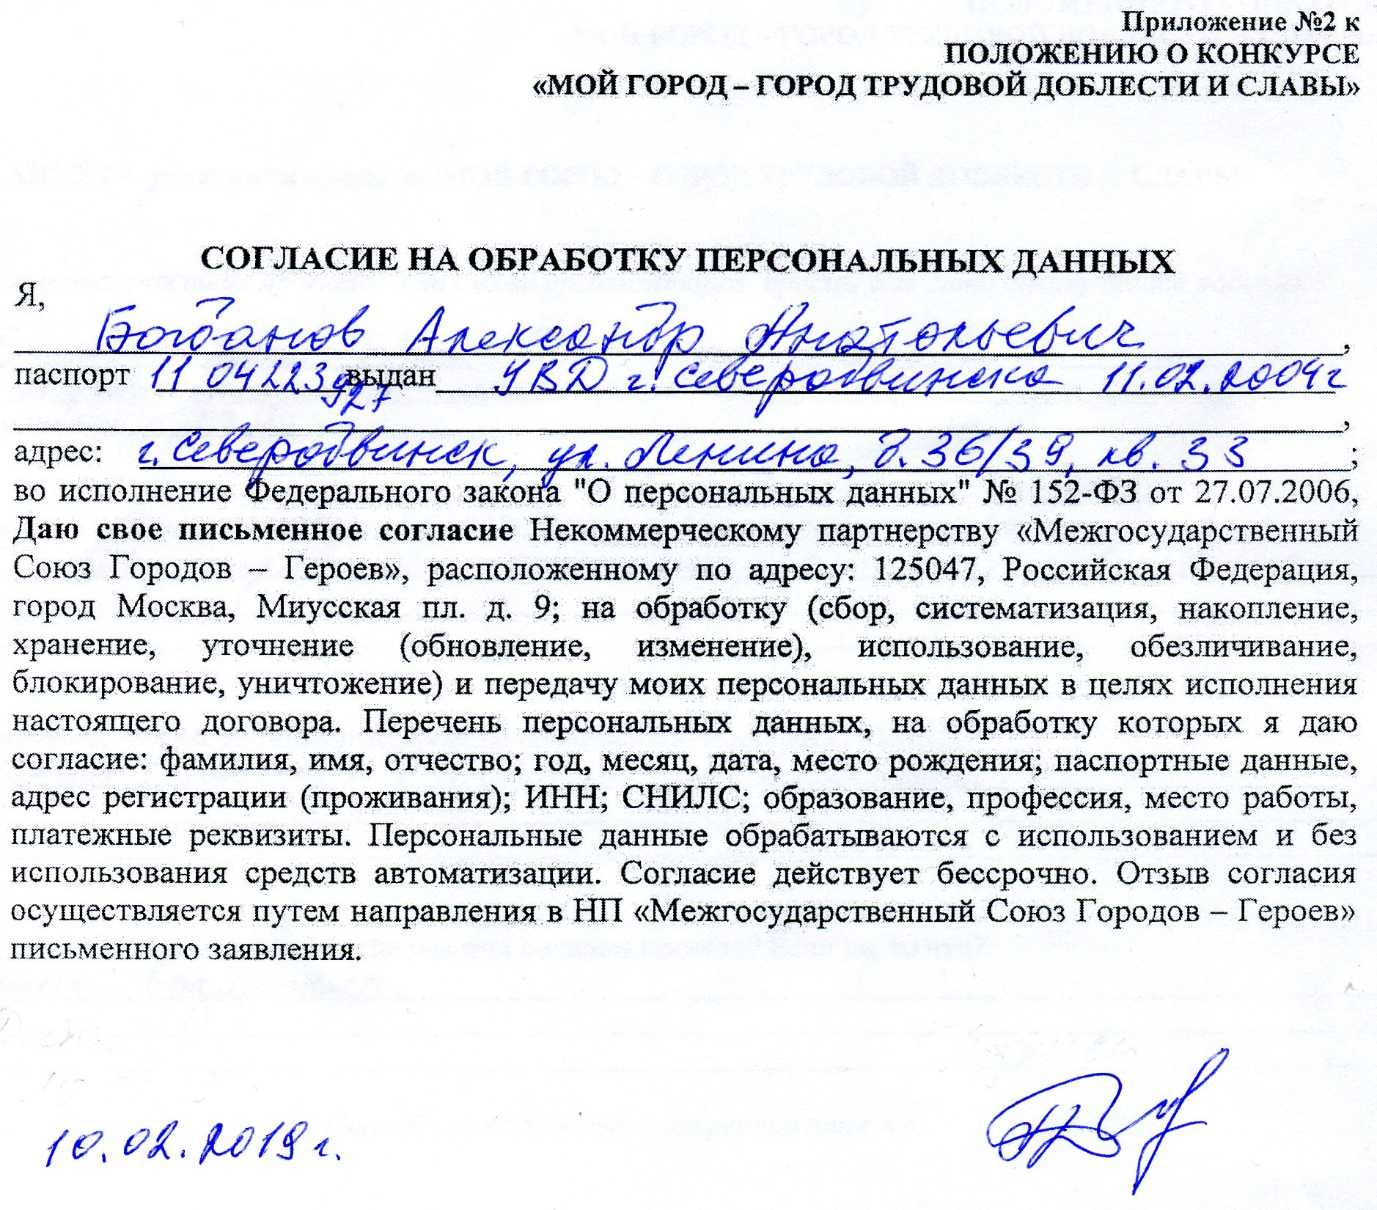 Приложение №2 к
ПОЛОЖЕНИЮ О КОНКУРСЕ
«МОЙ ГОРОД – ГОРОД ТРУДОВОЙ ДОБЛЕСТИ И СЛАВЫ»
СОГЛАСИЕ НА ОБРАБОТКУ ПЕРСОНАЛЬНЫХ ДАННЫХ
Я,
Богданов Александр Анатольевич,
паспорт 11 04 223927 выдан УВД г. Северодвинска 11.02.2004г
,
адрес: г. Северодвинск, ул. Ленина, д. 36/39, кв. 33;
во исполнение Федерального закона "О персональных данных" № 152-ФЗ от 27.07.2006,
Даю свое письменное согласие Некоммерческому партнерству «Межгосударственный
Союз Городов – Героев», расположенному по адресу: 125047, Российская Федерация,
город Москва, Миусская пл. д. 9; на обработку (сбор, систематизация, накопление,
хранение, уточнение (обновление, изменение), использование, обезличивание,
блокирование, уничтожение) и передачу моих персональных данных в целях исполнения
настоящего договора. Перечень персональных данных, на обработку которых я даю
согласие: фамилия, имя, отчество; год, месяц, дата, место рождения; паспортные данные,
адрес регистрации (проживания); ИНН; СНИЛС; образование, профессия, место работы,
платежные реквизиты. Персональные данные обрабатываются с использованием и без
использования средств автоматизации. Согласие действует бессрочно. Отзыв согласия
осуществляется путем направления в НП «Межгосударственный Союз Городов – Героев»
письменного заявления.
10.02.2019 г.